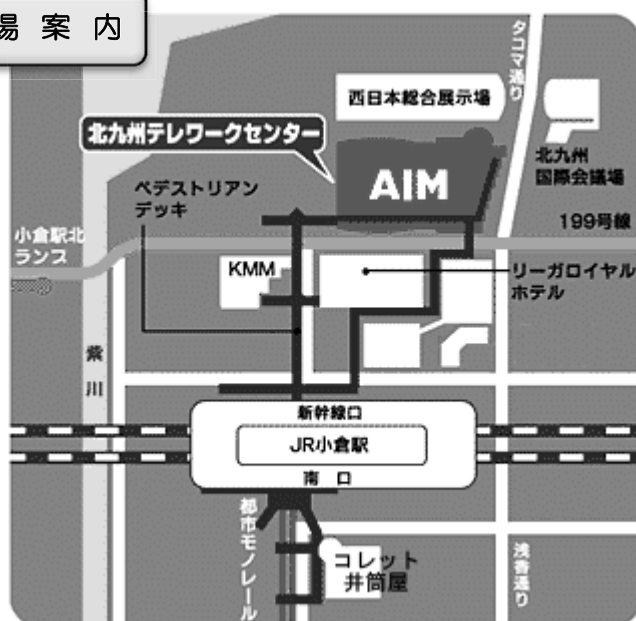 場 案 内
タコマ通り
西日本総合展示場
北九州テレワークセンター
北九州
国際会議場
AIM
ペデストリアン
デッキ
199号線
小倉駅北
ランプ
KMM
リーガロイヤル
ホテル
紫
川
新幹線口
JR小倉駅
南 口
都市モノレール
コレット
井筒屋
浅香通り